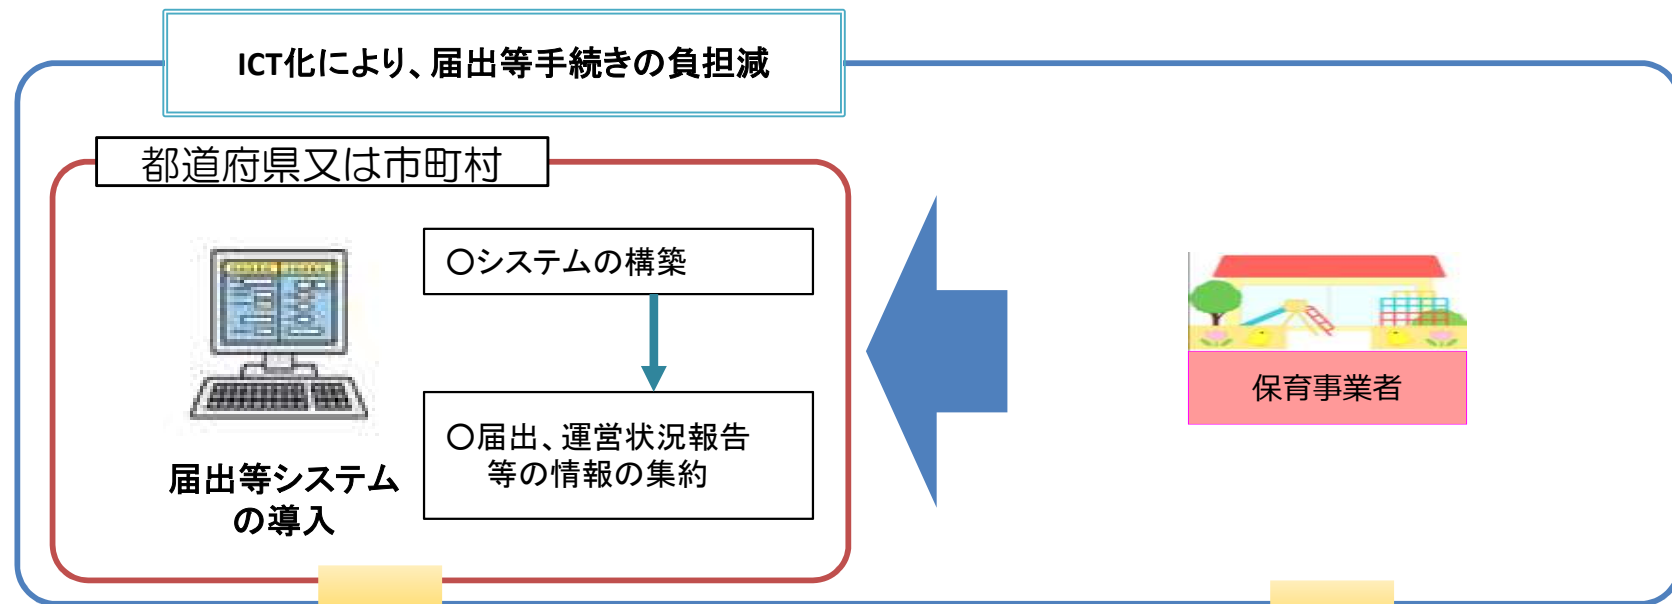 ICT化により、届出等手続きの負担減
都道府県又は市町村
〇システムの構築
〇届出、運営状況報告
等の情報の集約
届出等システム
の導入
保育事業者